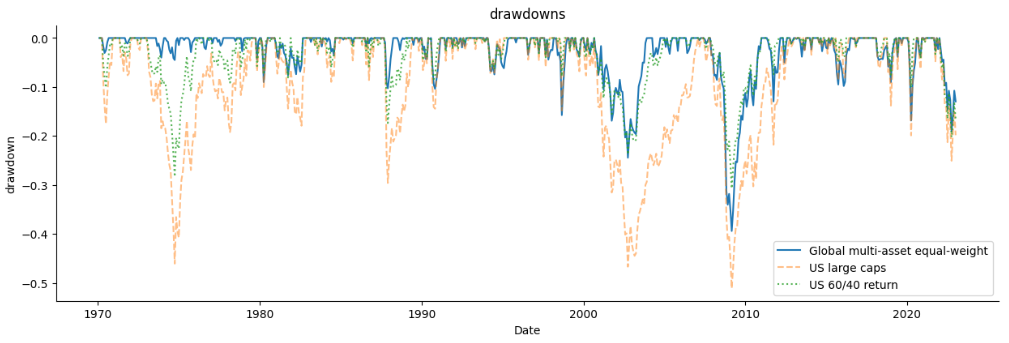 drawdowns
drawdown
0.0
−0.1
−0.2
−0.3
−0.4
−0.5
Global multi-asset equal-weight
US large caps
US 60/40 return
1970 1980 1990 2000 2010 2020
Date